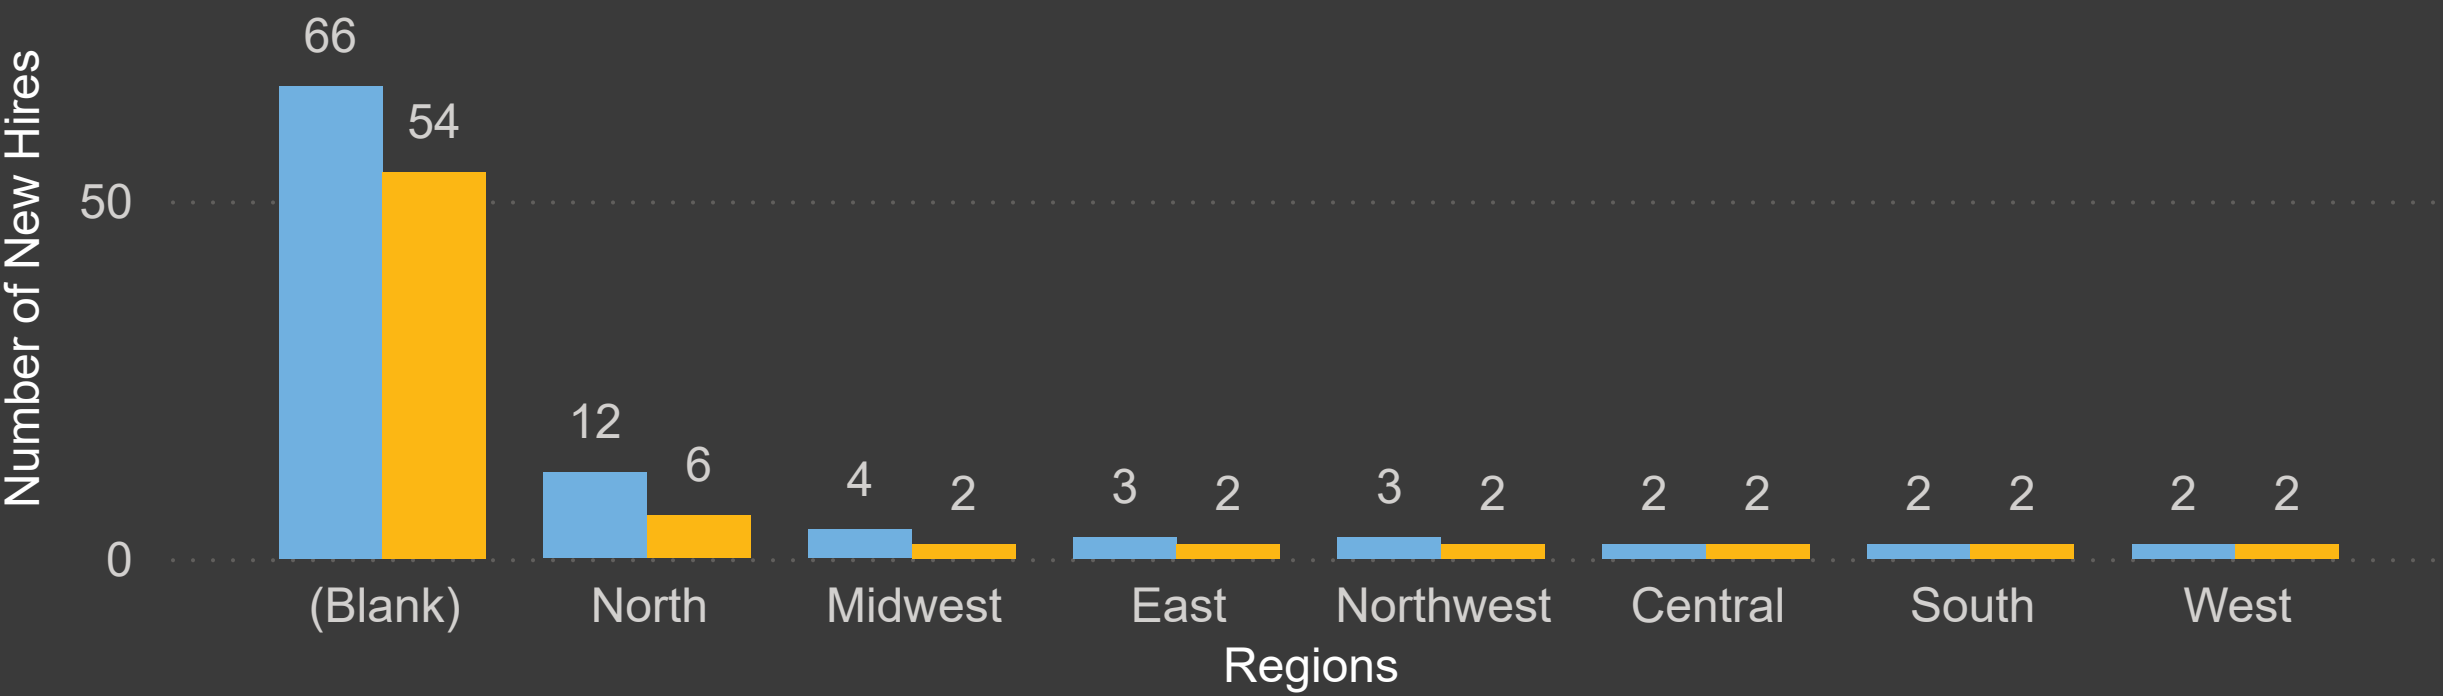 Number of New Hires
66
54
50
12
6
4
2
3
2
3
2
2
2
2
2
2
2
0
(Blank)
North
Midwest
East
Northwest
Central
South
West
Regions